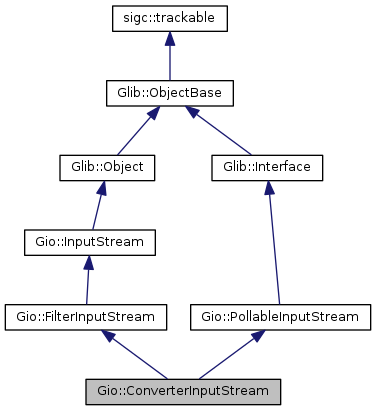 sigc::trackable
Glib::ObjectBase
Glib::Object
Glib::Interface
Gio::InputStream
Gio::FilterInputStream
Gio::PollableInputStream
Gio::ConverterInputStream